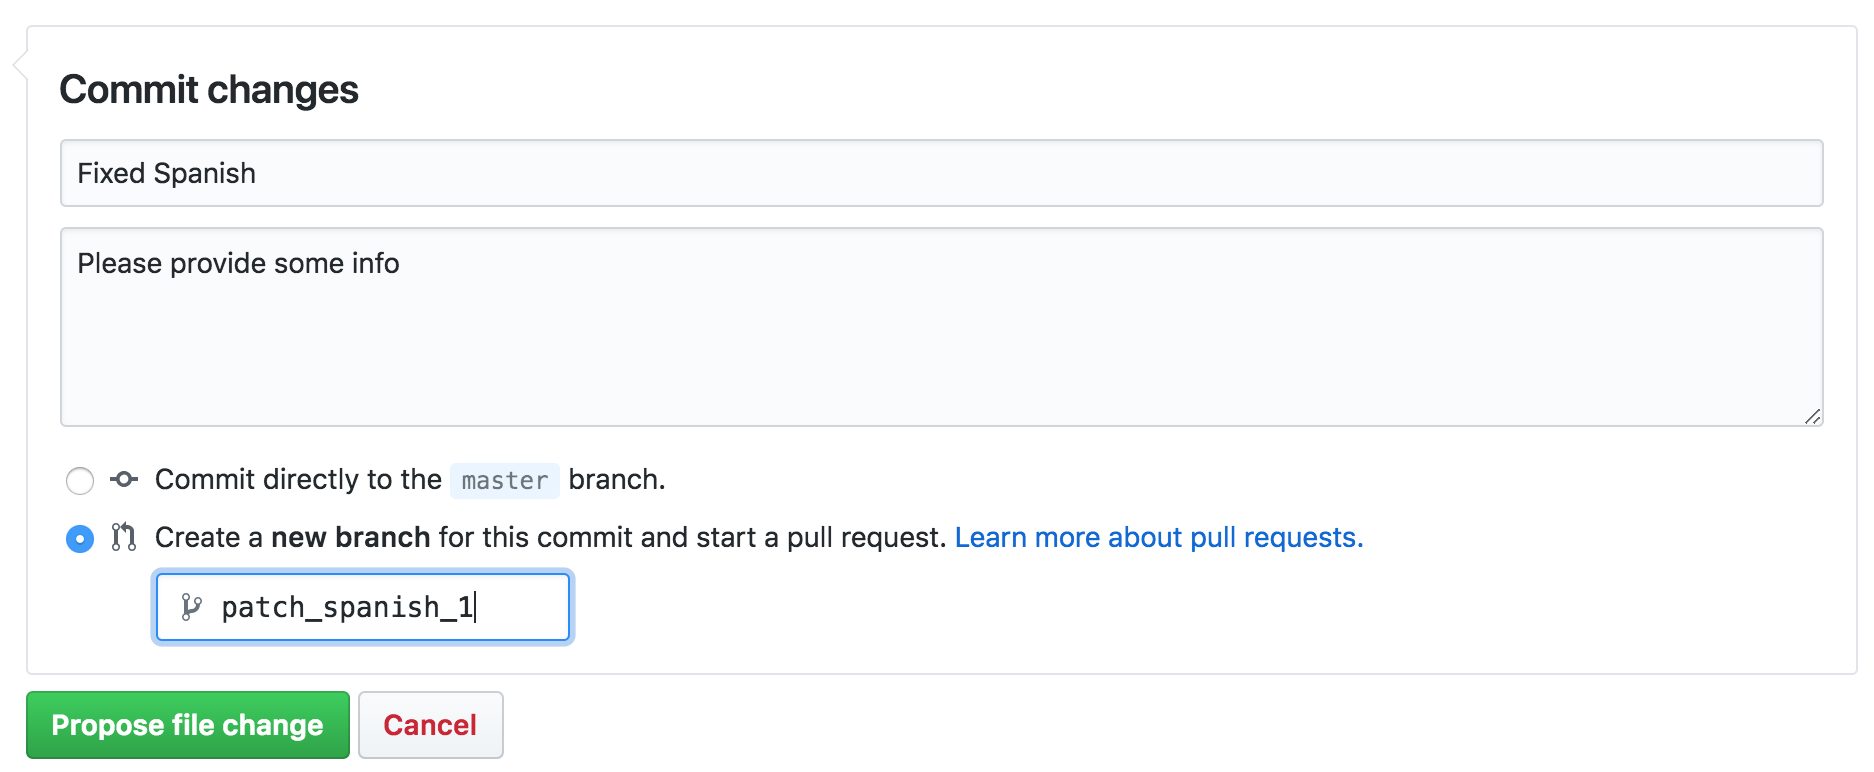 Commit changes
Fixed Spanish
Please provide some info
Commit directly to the master branch.
Create a new branch for this commit and start a pull request. Learn more about pull requests.
patch_spanish_1
Propose file change Cancel